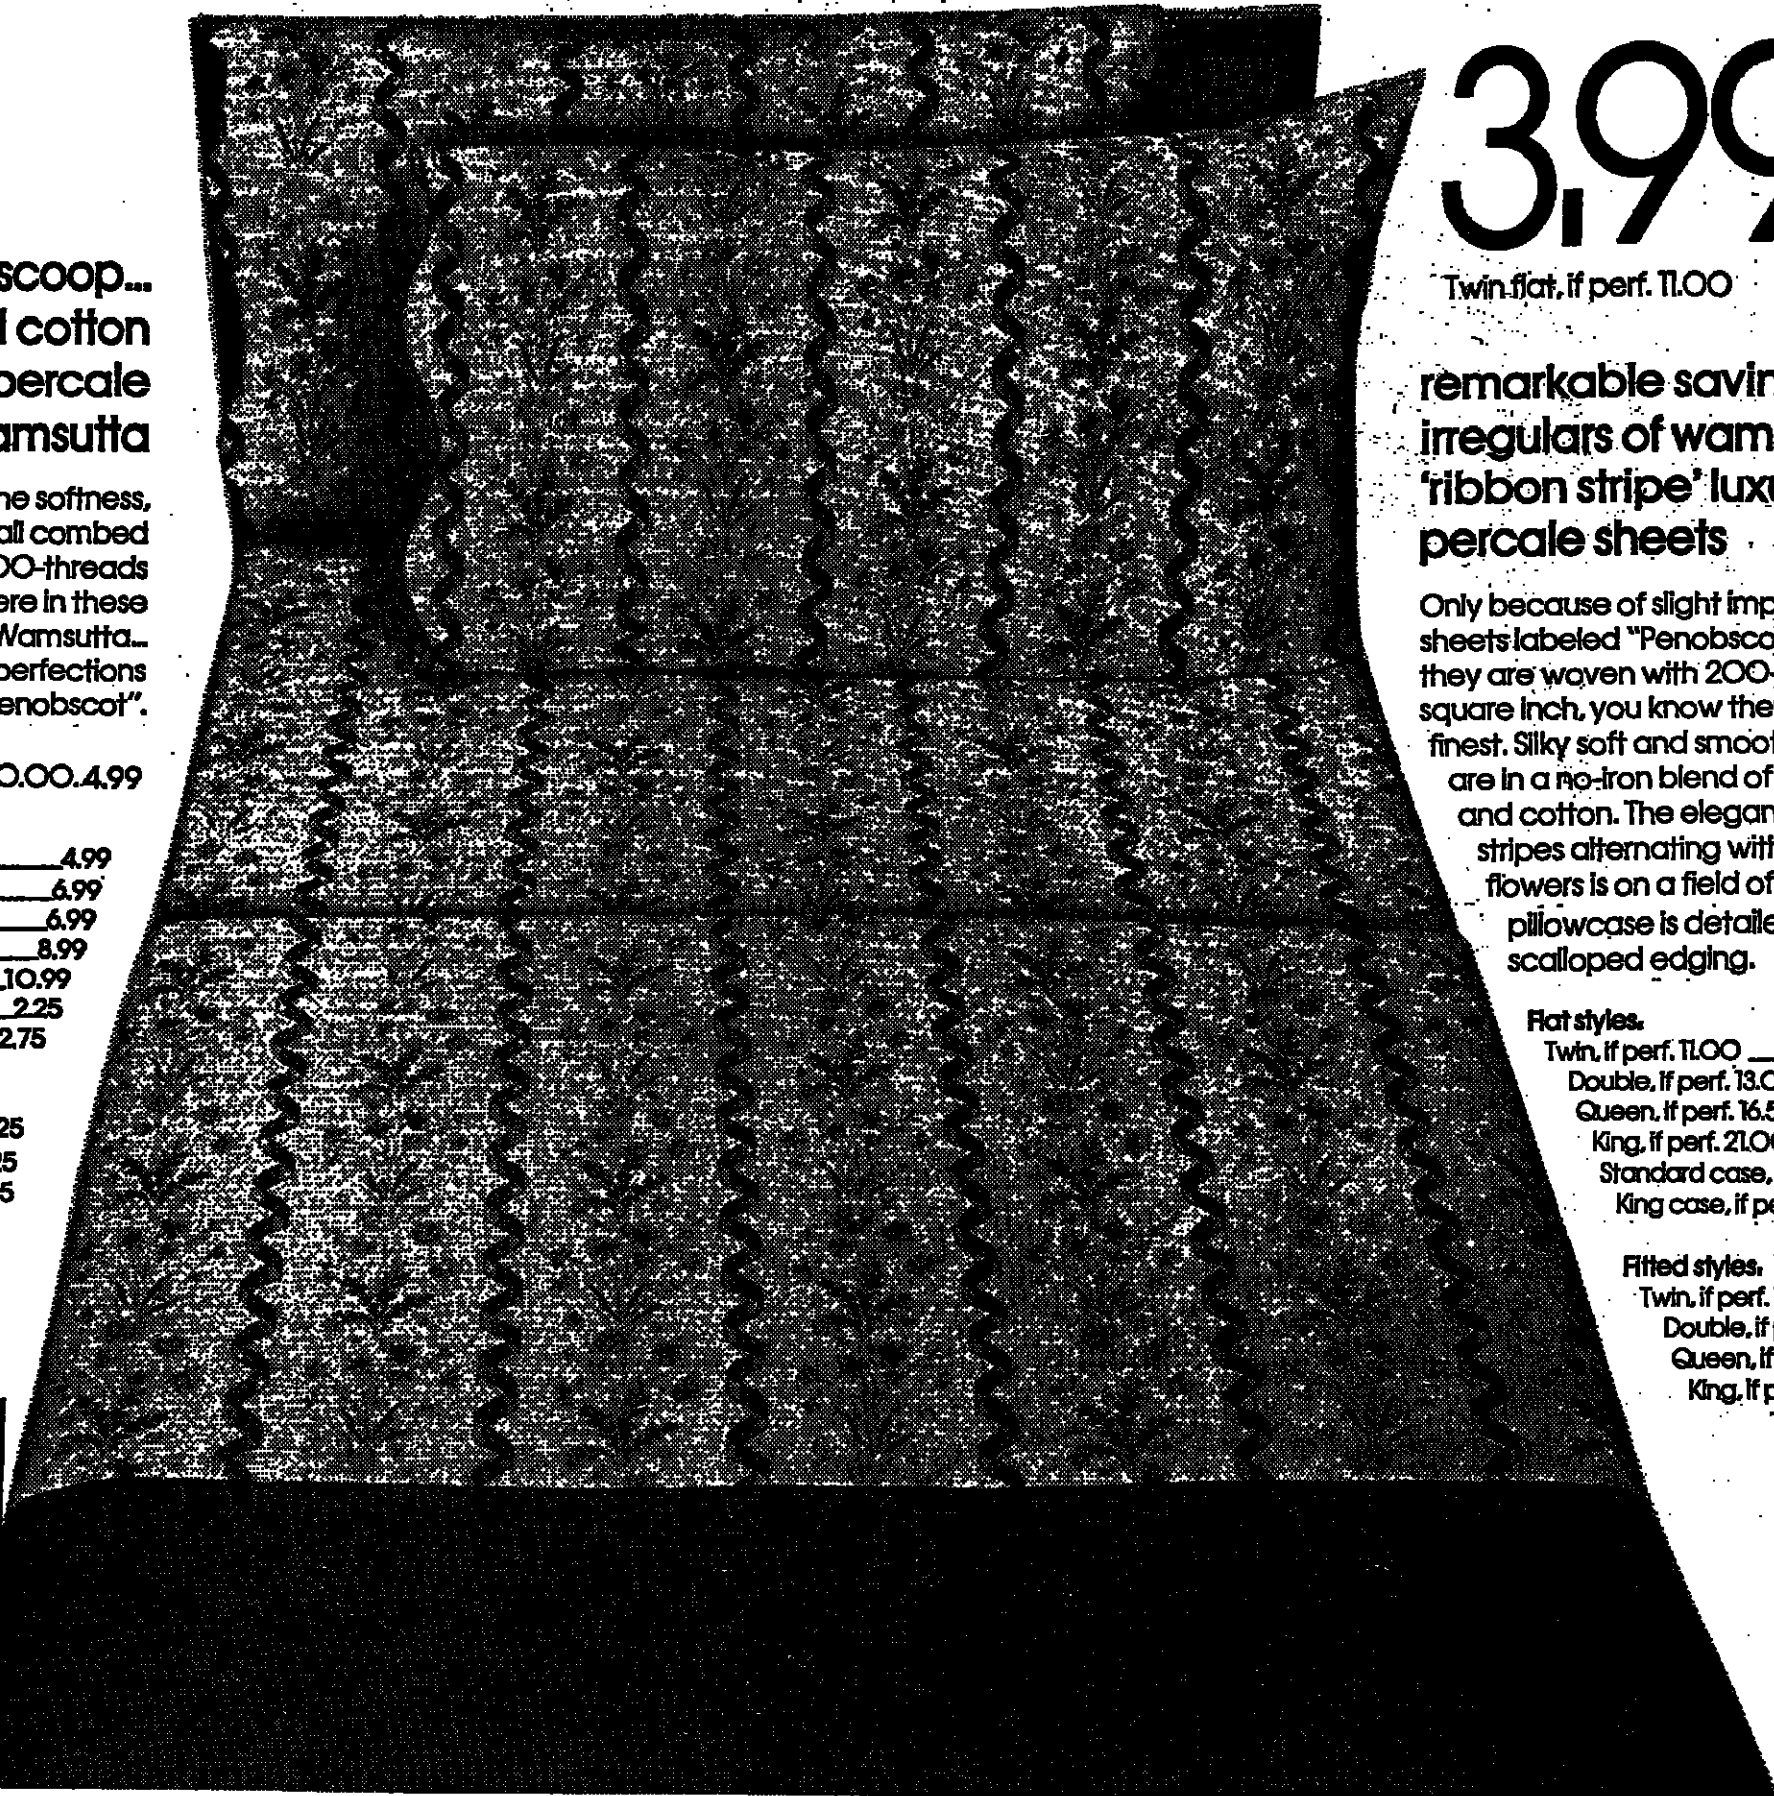 scoop...
cotton
percale
amsutta
ne softness,
all combed
00-threads
ere in these
Wamsutta...
perfections
enobscot".
0.00..4.99
4.99
6.99
6.99
8.99
10.99
2.25
2.75
25
25
5
3.99
Twin flat, if perf. 11.00
remarkable savin
irregulars of wam
'ribbon stripe' luxu
percale sheets
Only because of slight imp
sheets labeled "Penobsco
they are woven with 200-
square inch, you know the
finest. Silky soft and smoot
are in a no-iron blend of
and cotton. The elegan
stripes alternating with
flowers is on a field of
pillowcase is detaile
scalloped edging.
Flat styles.
Twin, if perf. 11.00
Double, if perf. 13.0
Queen, if perf. 16.5
King, if perf. 21.00
Standard case,
King case, if pe
Fitted styles.
Twin, if perf.
Double, if
Queen, if
King, if p